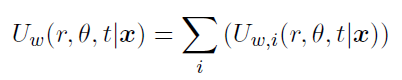 U_w(r, θ, t|𝒙) = ∑_i (U_{w,i}(r, θ, t|𝒙))